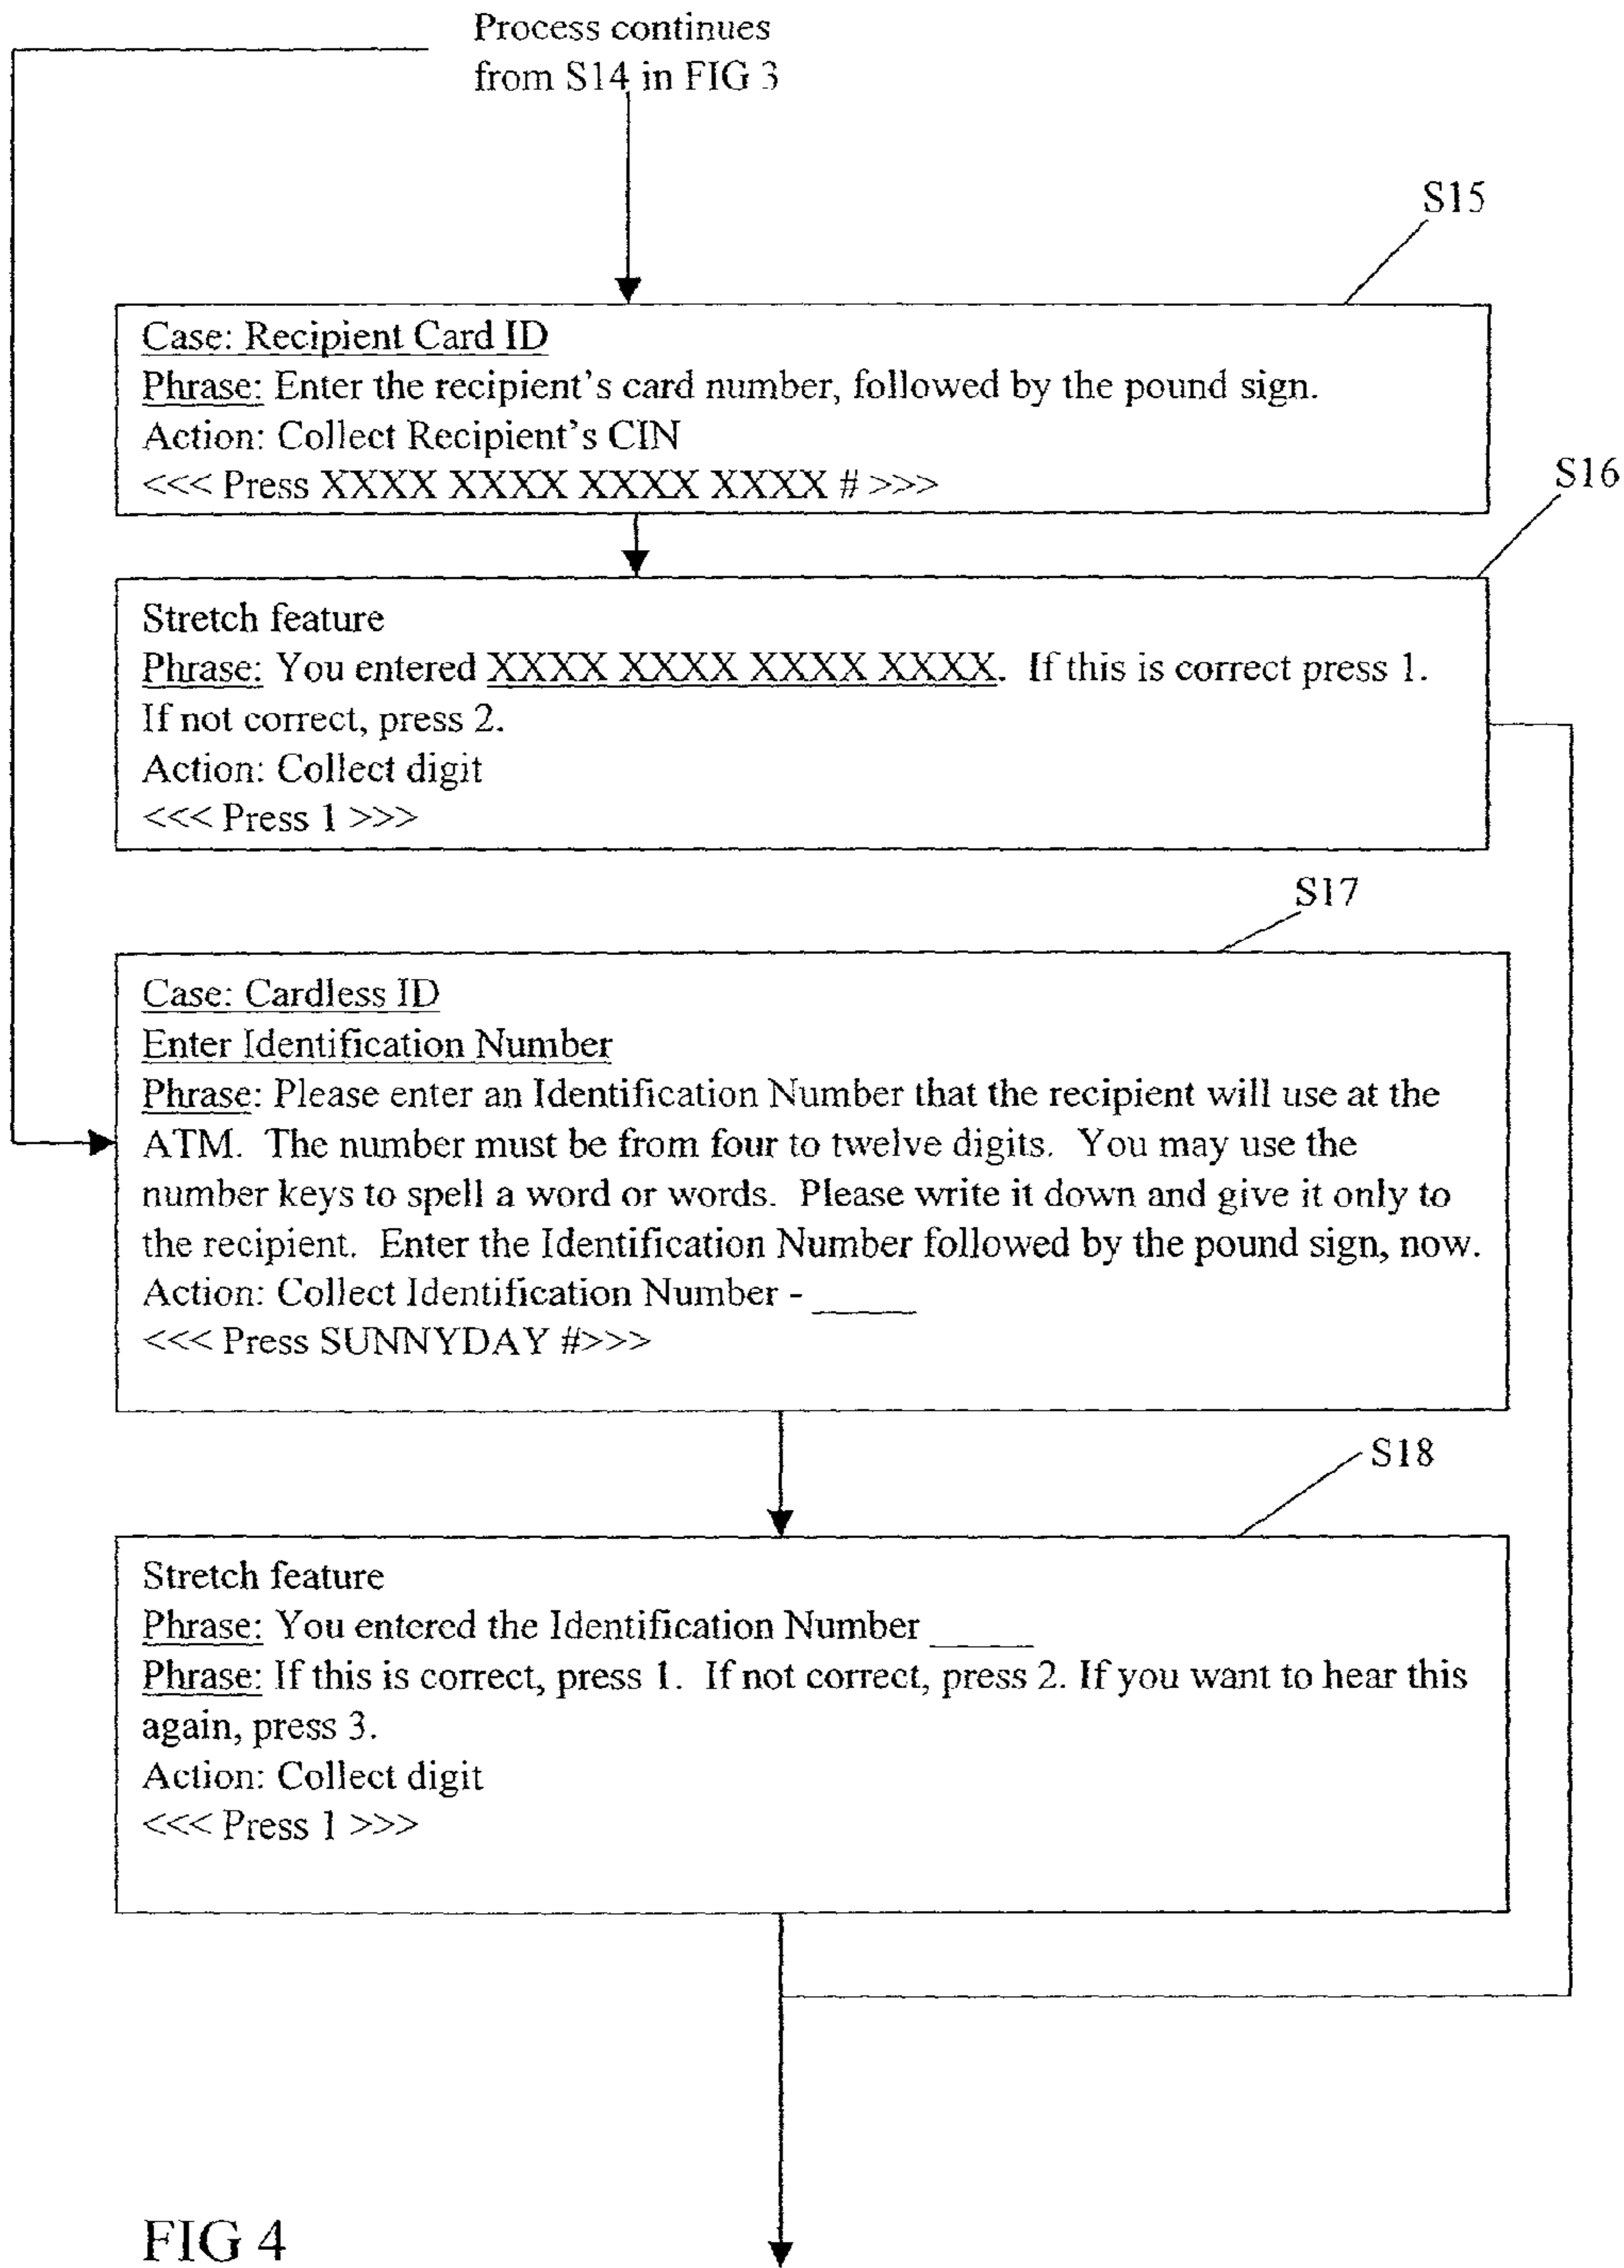 Process continues
from S14 in FIG 3
S15
Case: Recipient Card ID
Phrase: Enter the recipient's card number, followed by the pound sign.
Action: Collect Recipient's CIN
<<< Press XXXX XXXX XXXX XXXX # >>>
S16
Stretch feature
Phrase: You entered XXXX XXXX XXXX XXXX. If this is correct press 1.
If not correct, press 2.
Action: Collect digit
<<< Press 1 >>>
S17
Case: Cardless ID
Enter Identification Number
Phrase: Please enter an Identification Number that the recipient will use at the
ATM. The number must be from four to twelve digits. You may use the
number keys to spell a word or words. Please write it down and give it only to
the recipient. Enter the Identification Number followed by the pound sign, now.
Action: Collect Identification Number - _____
<<< Press SUNNYDAY #>>>
S18
Stretch feature
Phrase: You entered the Identification Number _____
Phrase: If this is correct, press 1. If not correct, press 2. If you want to hear this
again, press 3.
Action: Collect digit
<<< Press 1 >>>
FIG 4